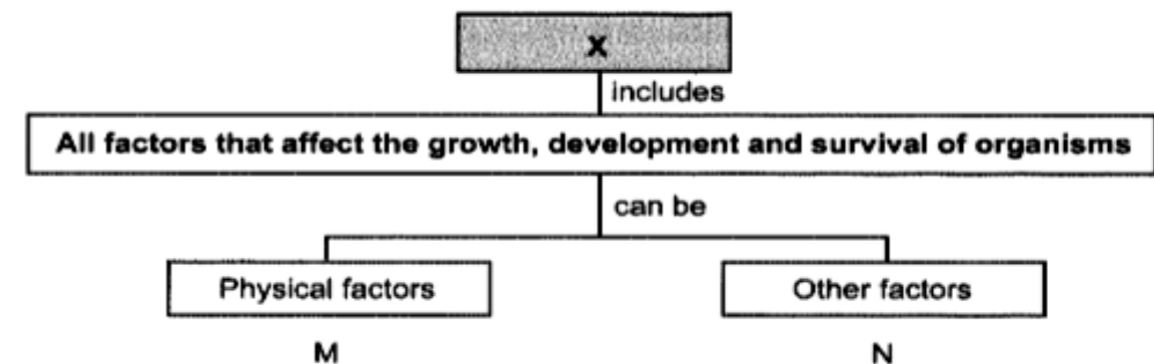 X
includes
All factors that affect the growth, development and survival of organisms
can be
Physical factors
Other factors
M
N